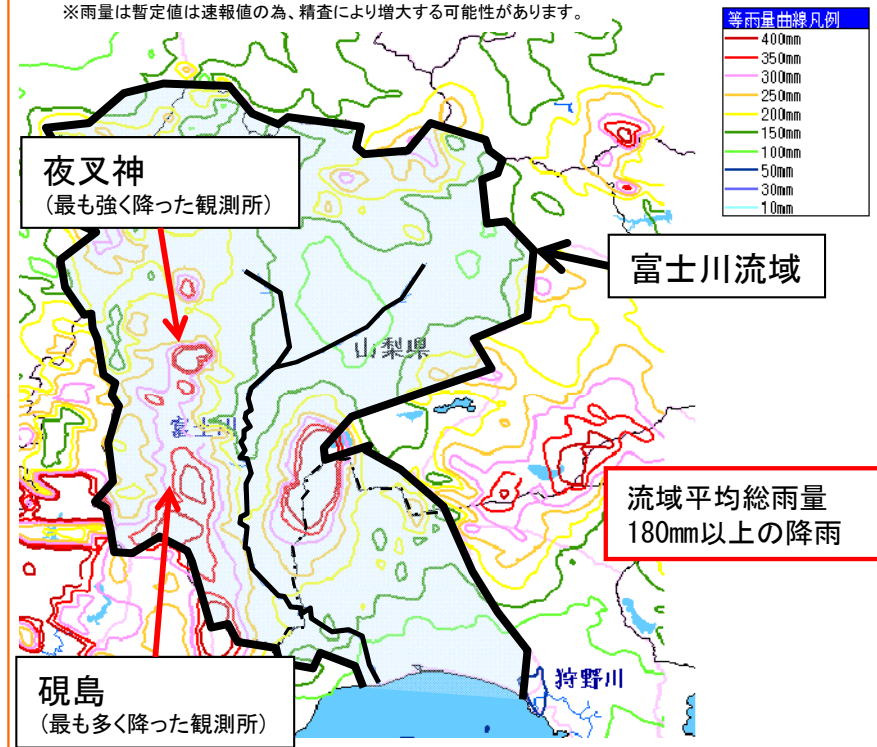 ※雨量は暫定値は速報値の為、精査により増大する可能性があります。
等雨量曲線凡例
400mm
350mm
300mm
250mm
200mm
150mm
100mm
50mm
30mm
10mm
夜叉神
(最も強く降った観測所)
富士川流域
山梨県
富士川
流域平均総雨量
180mm以上の降雨
硯島
(最も多く降った観測所)
狩野川